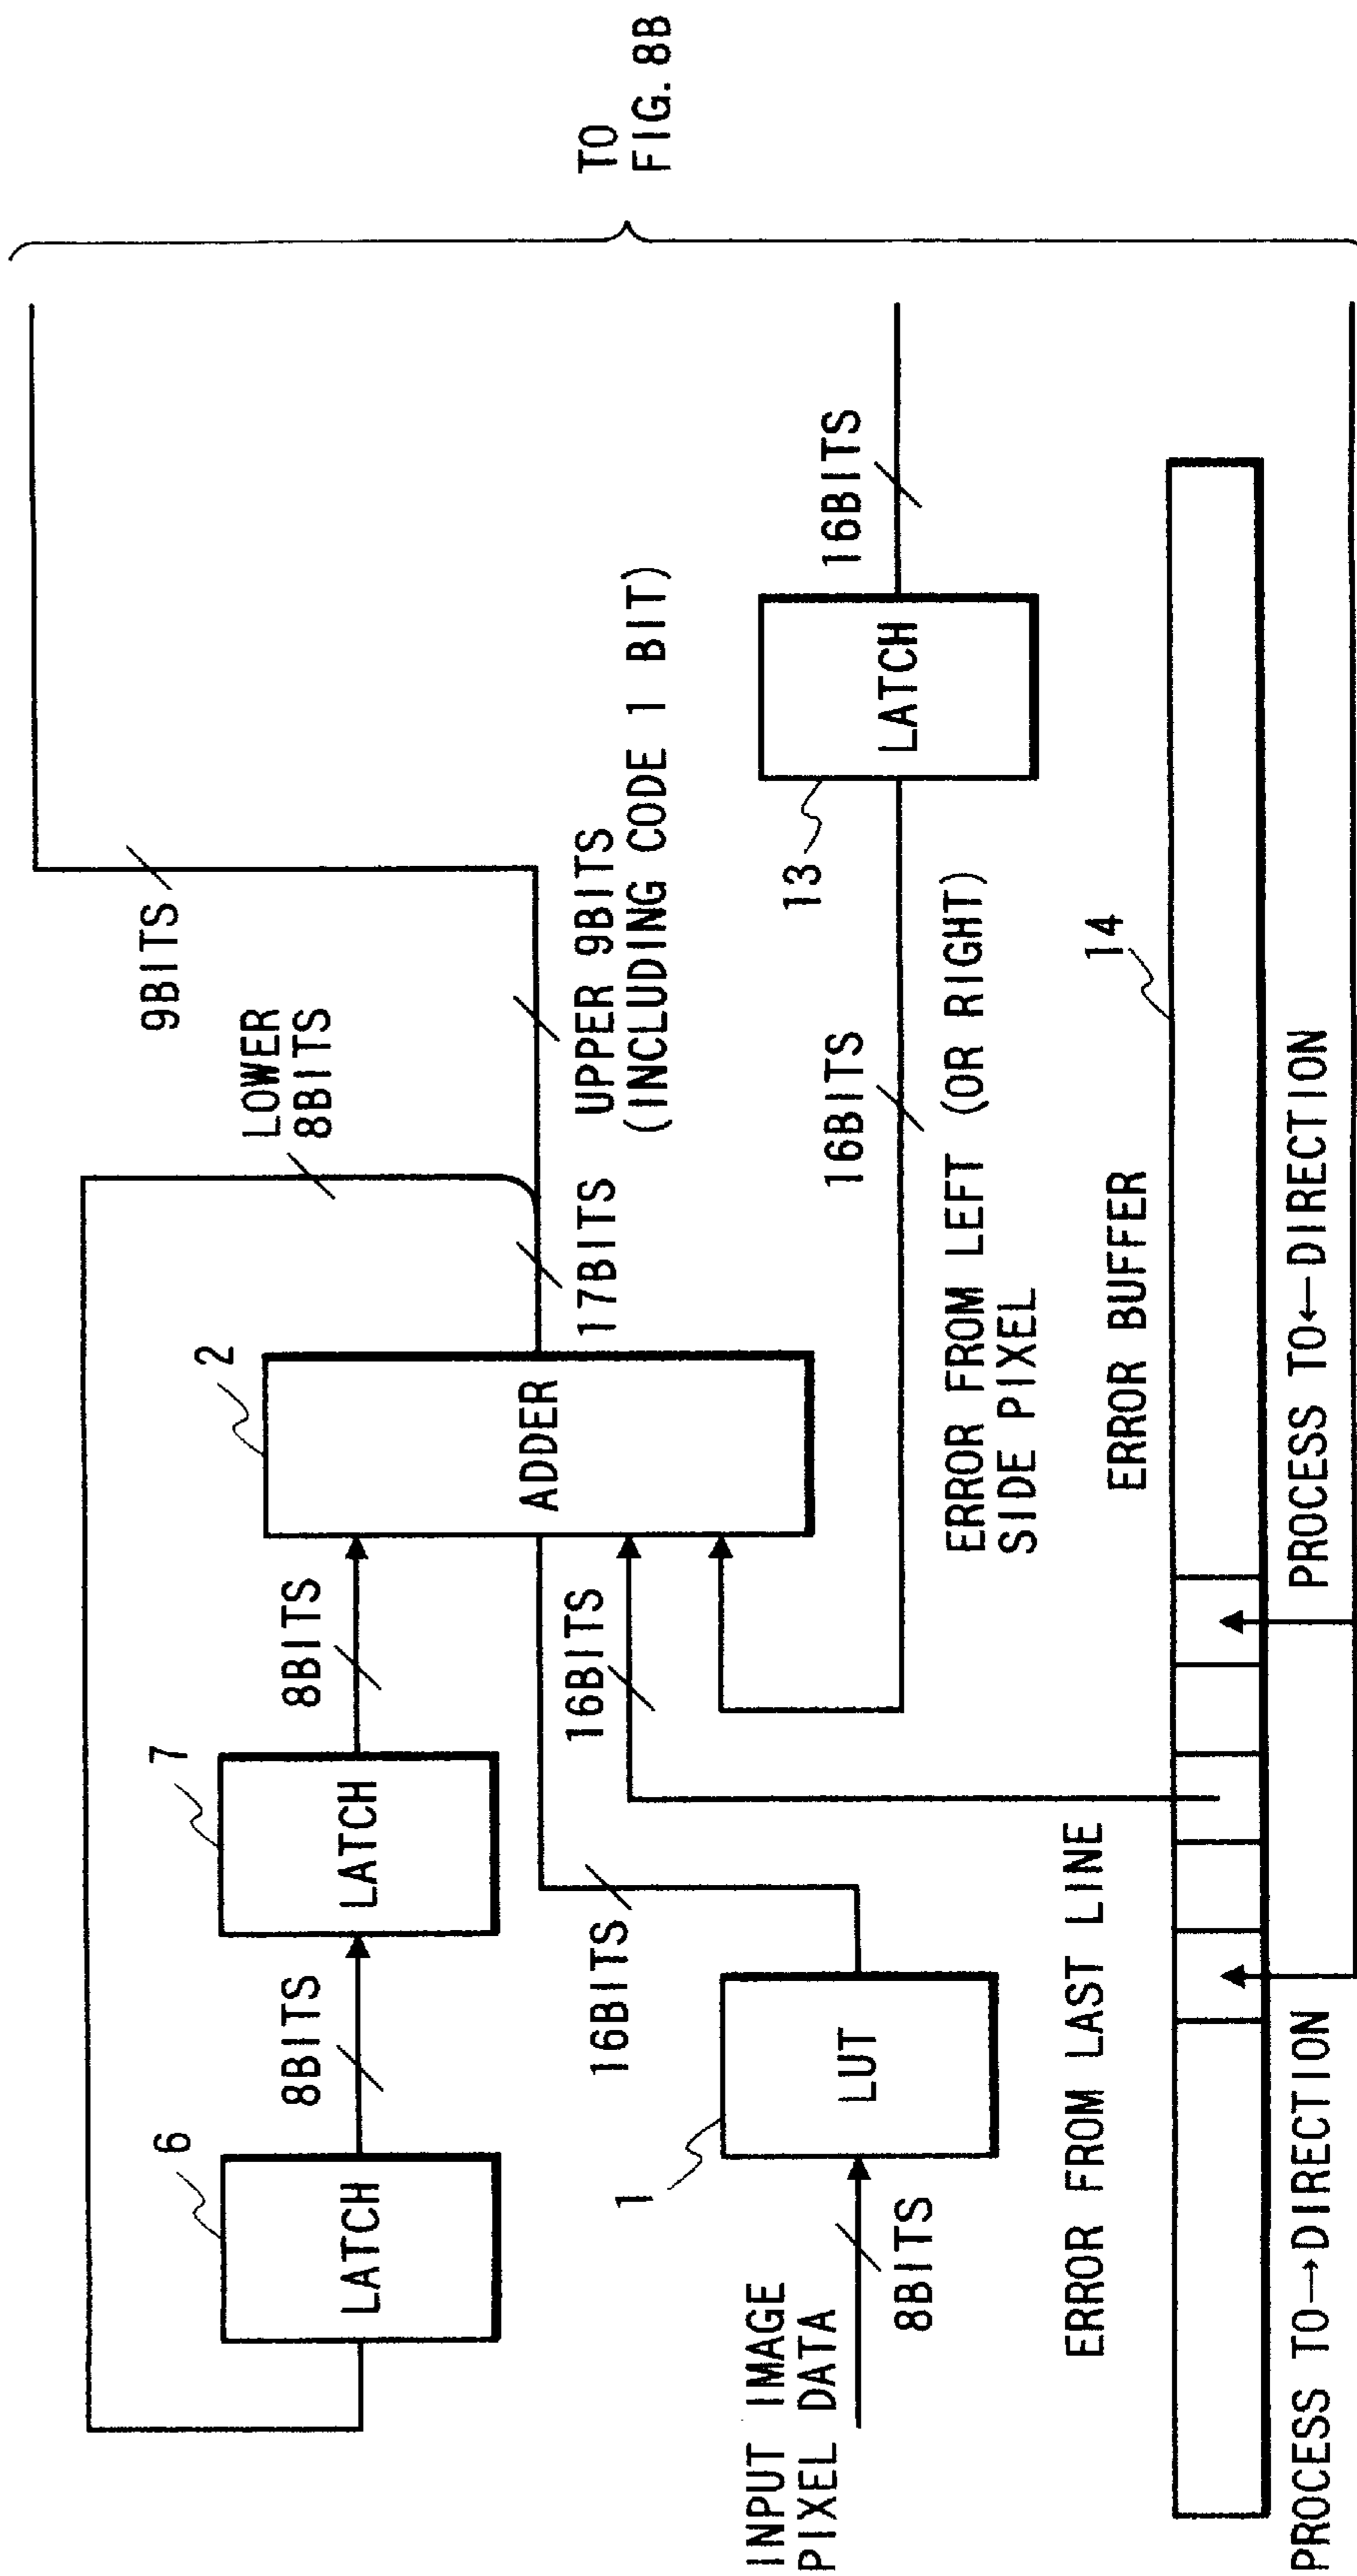 9BITS
LOWER
8BITS
TO
FIG. 8B
6
LATCH
8BITS
7
LATCH
8BITS
2
ADDER
17BITS
UPPER 9BITS
(INCLUDING CODE 1 BIT)
INPUT IMAGE
PIXEL DATA
8BITS
1
LUT
16BITS
16BITS
16BITS
13
LATCH
16BITS
ERROR FROM LEFT (OR RIGHT)
SIDE PIXEL
ERROR FROM LAST LINE
ERROR BUFFER
14
PROCESS TO→DIRECTION
PROCESS TO←DIRECTION